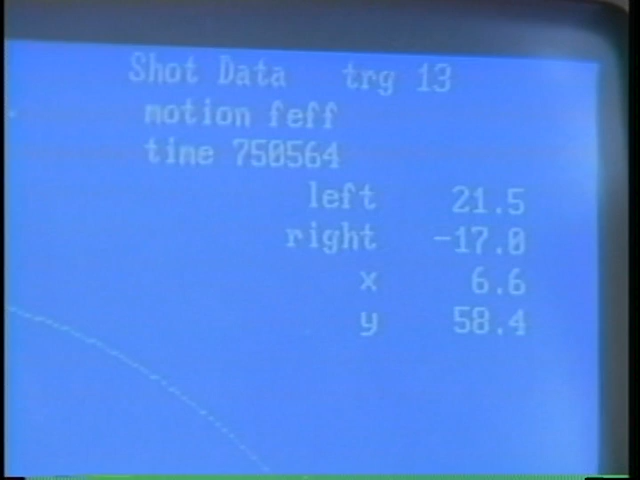 Shot Data trg 13
motion feff
time 750564
left 21.5
right -17.0
x 6.6
y 58.4